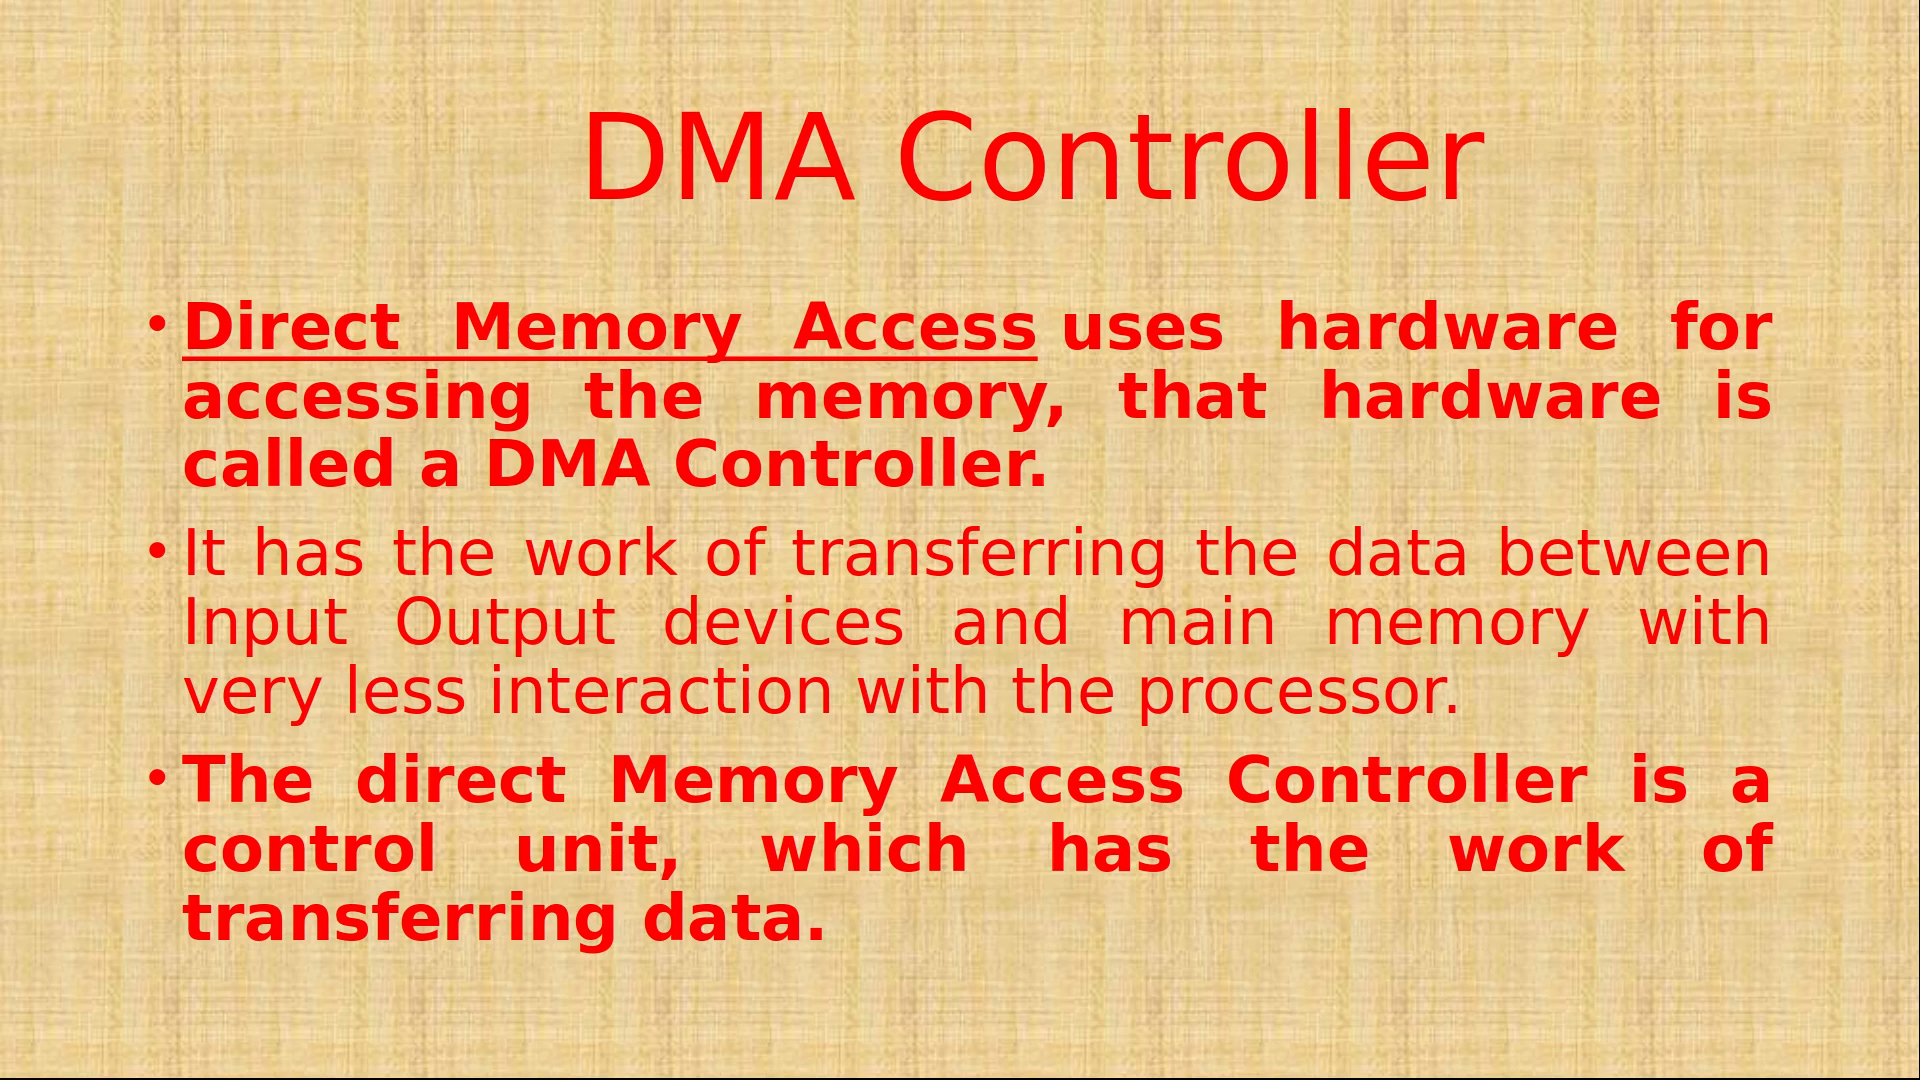 DMA Controller
• Direct Memory Access uses hardware for
accessing the memory, that hardware is
called a DMA Controller.
• It has the work of transferring the data between
Input Output devices and main memory with
very less interaction with the processor.
• The direct Memory Access Controller is a
control unit, which has the work of
transferring data.